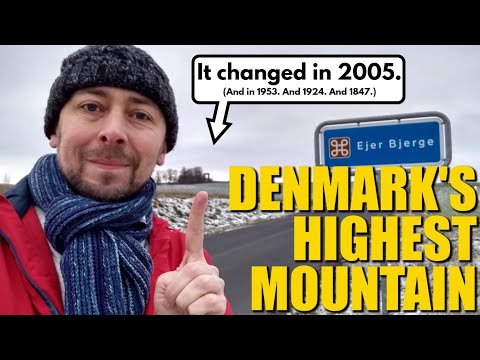 It changed in 2005.
(And in 1953. And 1924. And 1847.)
Ejer Bjerge
DENMARK'S
HIGHEST
MOUNTAIN